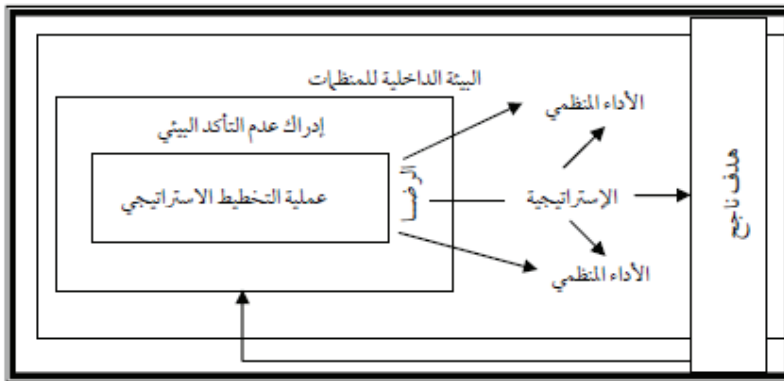 البيئة الداخلية للمنظمات
الأداء المنظمي
إدراك عدم التأكد البيئي
عملية التخطيط الاستراتيجي
الرضا
الإستراتيجية
هدف ناجح
الأداء المنظمي